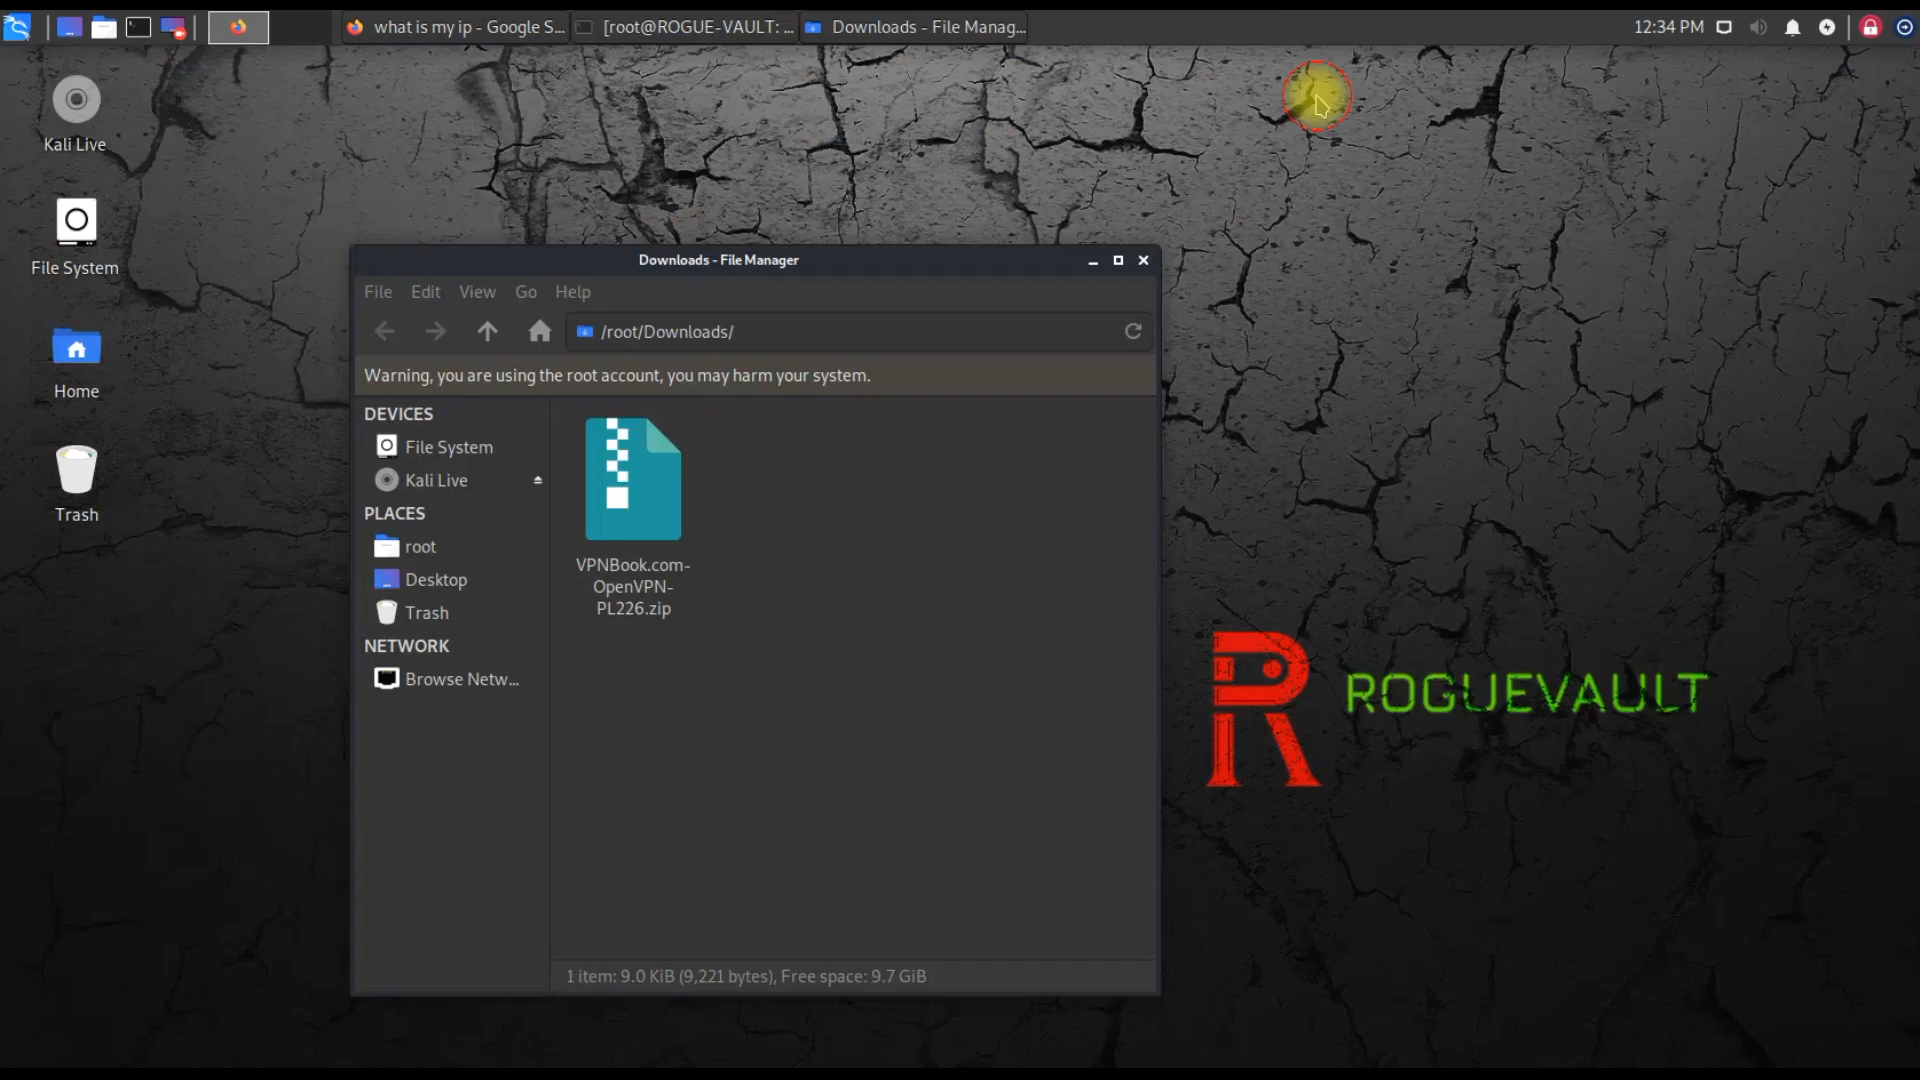 what is my ip - Google S...
[root@ROGUE-VAULT: ...
Downloads - File Manag...
12:34 PM
Kali Live
File System
Home
Trash
Downloads - File Manager
File Edit View Go Help
/root/Downloads/
Warning, you are using the root account, you may harm your system.
DEVICES
File System
Kali Live
PLACES
root
Desktop
Trash
NETWORK
Browse Netw...
VPNBook.com-
OpenVPN-
PL226.zip
1 item: 9.0 KiB (9,221 bytes), Free space: 9.7 GiB
R ROGUEVAULT